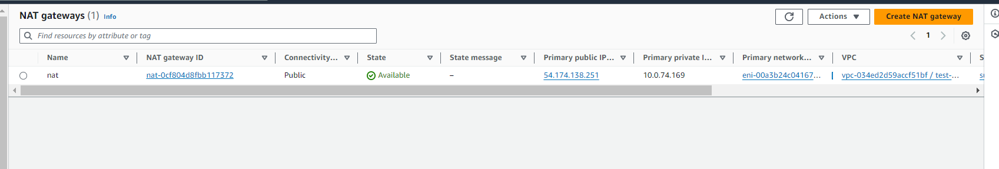 NAT gateways (1) Info
Actions
Create NAT gateway
Find resources by attribute or tag
1
Name NAT gateway ID Connectivity... State State message Primary public IP... Primary private I... Primary network... VPC S
nat nat-0cf804d8fbb117372 Public Available – 54.174.138.251 10.0.74.169 eni-00a3b24c04167... vpc-034ed2d59accf51bf / test-...